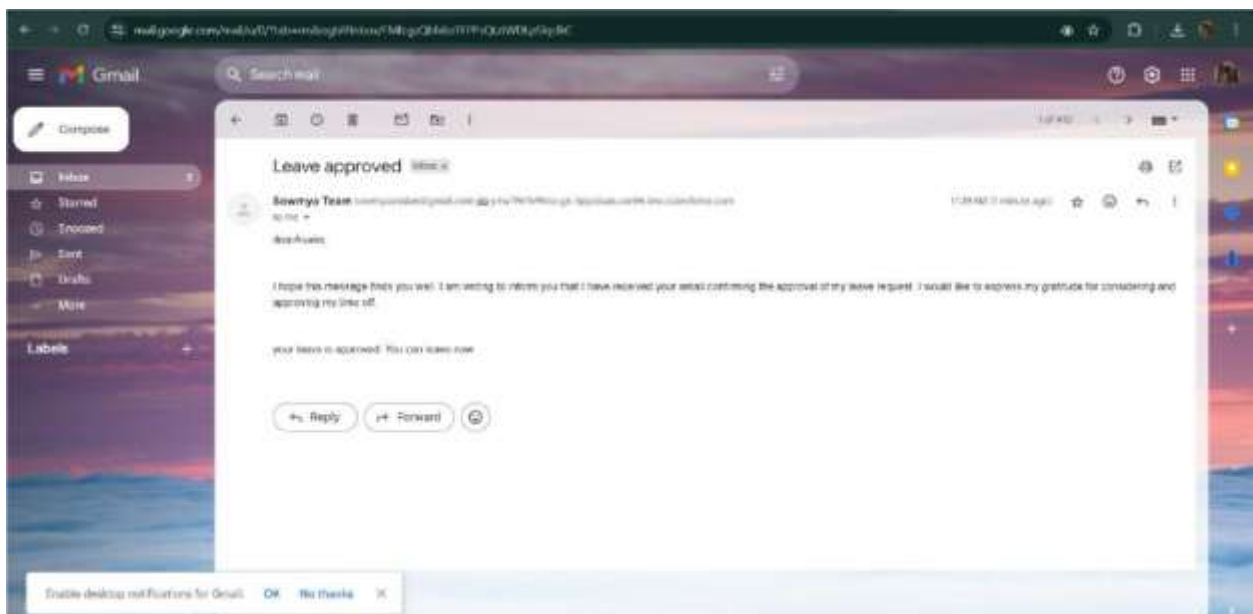 Gmail
Search mail
Compose
Inbox
Starred
Snoozed
Sent
Drafts
More
Labels
Leave approved Inbox x
Sowmya Team
to me
I hope this message finds you well. I am writing to inform you that I have received your email confirming the approval of my leave request. I would like to express my gratitude for considering and
approving my time off.
your leave is approved. You can leave now
Reply Forward
Enable desktop notifications for Gmail. OK No thanks